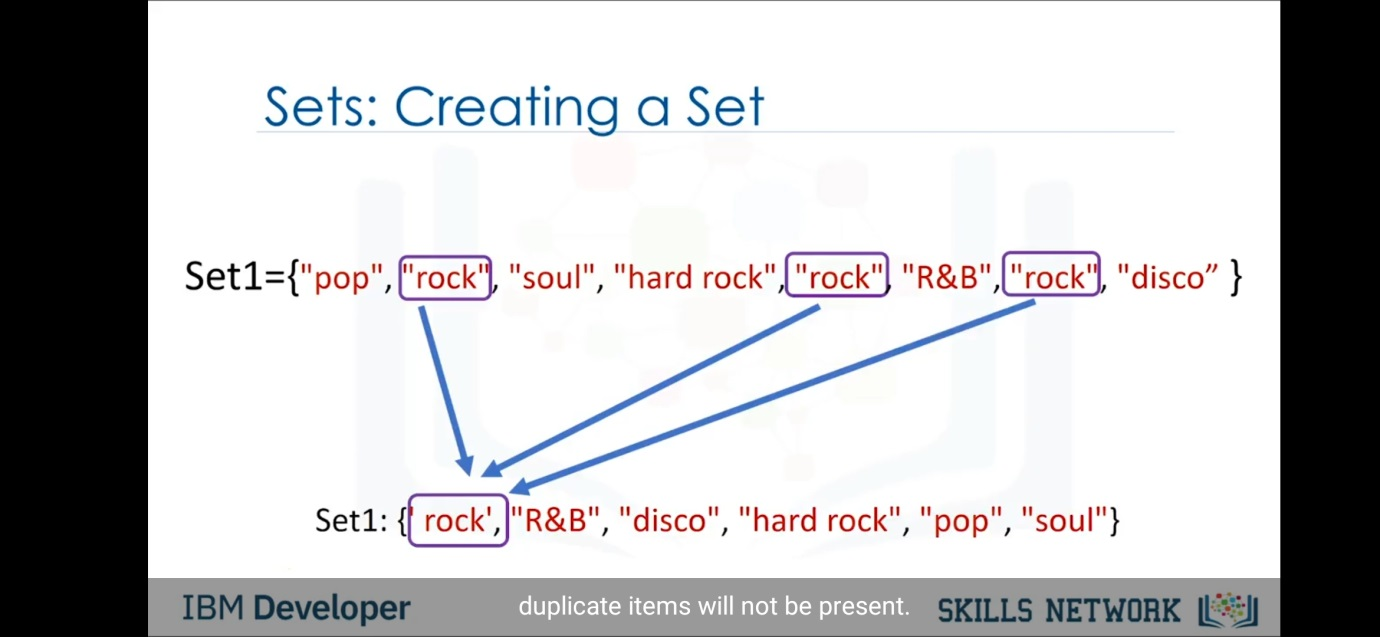 Sets: Creating a Set
Set1={"pop", "rock", "soul", "hard rock", "rock", "R&B", "rock", "disco” }
Set1: {' rock', "R&B", "disco", "hard rock", "pop", "soul"}
IBM Developer
duplicate items will not be present.
SKILLS NETWORK